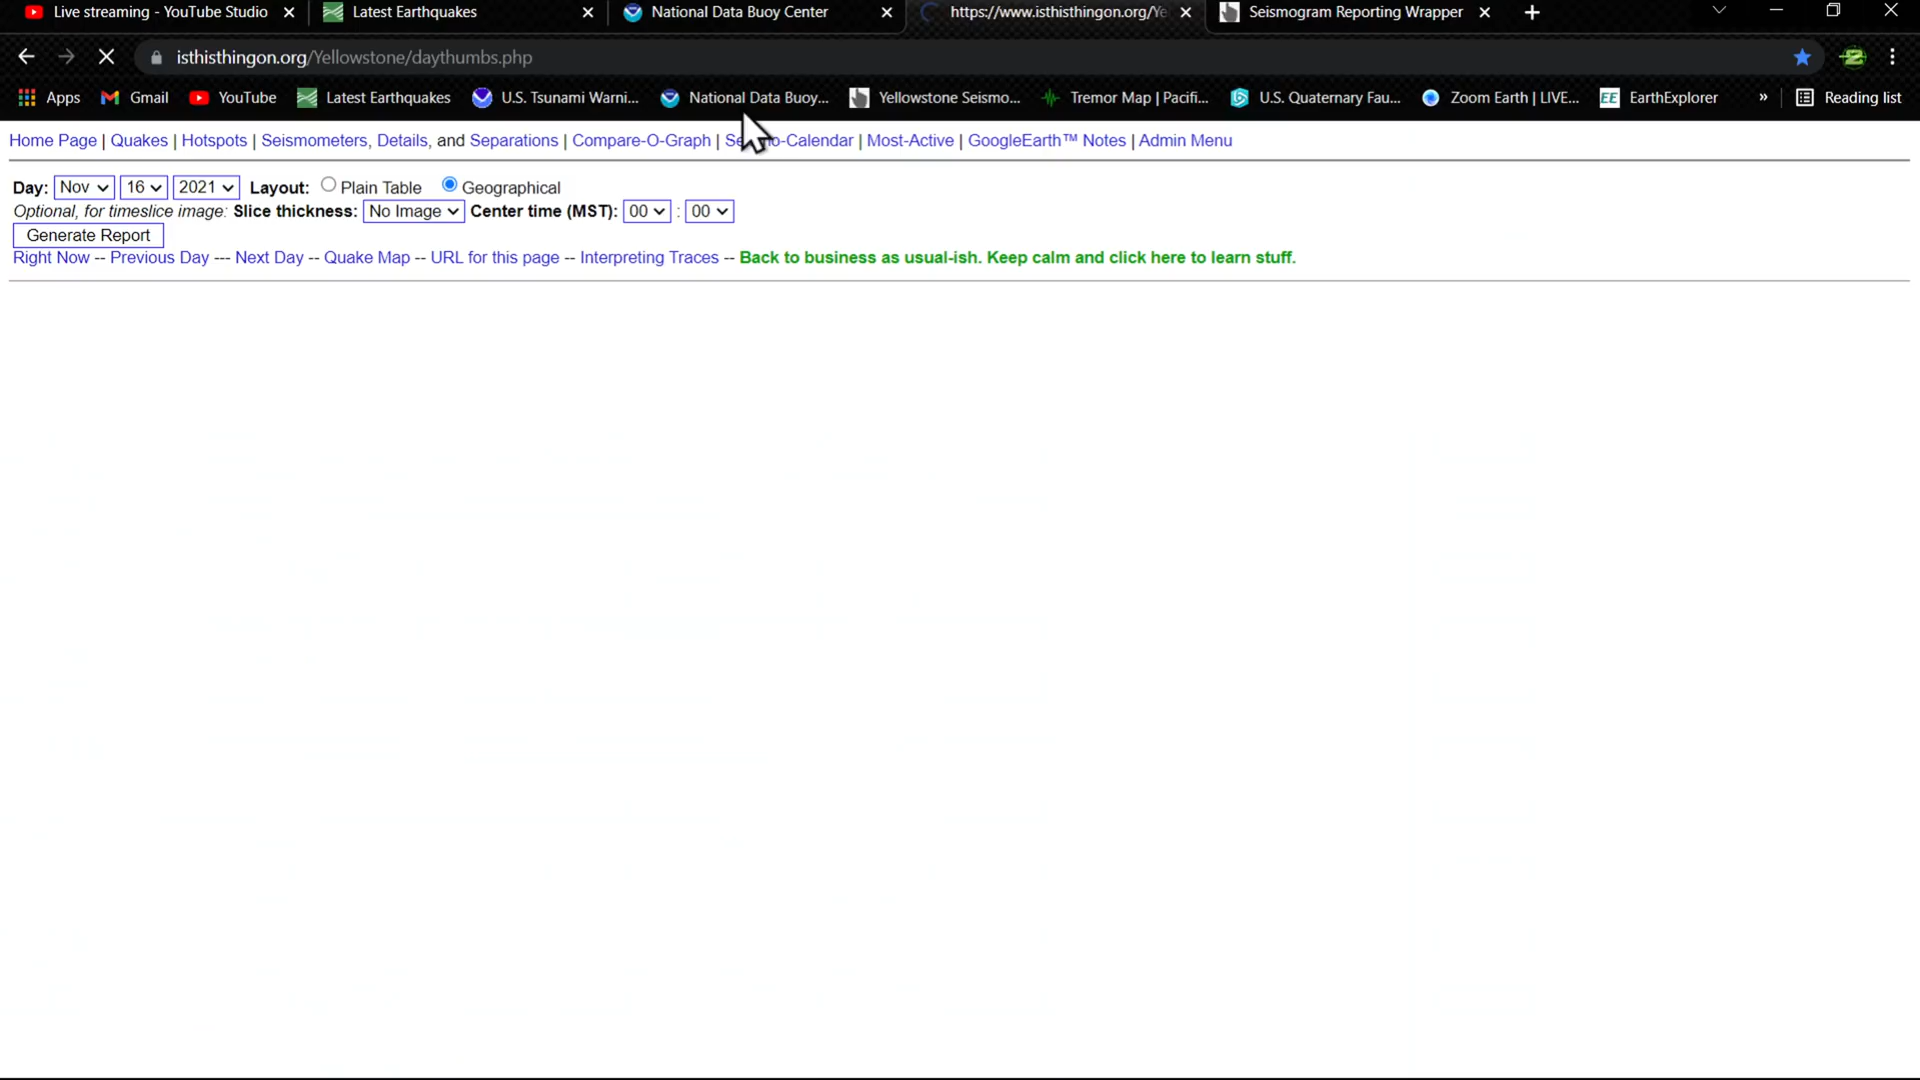 Live streaming - YouTube Studio Latest Earthquakes National Data Buoy Center https://www.isthisthingon.org/Ye Seismogram Reporting Wrapper
isthisthingon.org/Yellowstone/daythumbs.php
Apps Gmail YouTube Latest Earthquakes U.S. Tsunami Warni... National Data Buoy... Yellowstone Seismo... Tremor Map | Pacifi... U.S. Quaternary Fau... Zoom Earth | LIVE... EE EarthExplorer » Reading list
Home Page | Quakes | Hotspots | Seismometers, Details, and Separations | Compare-O-Graph | -Calendar | Most-Active | GoogleEarth™ Notes | Admin Menu
Day: Nov 16 2021 Layout: Plain Table Geographical
Optional, for timeslice image: Slice thickness: No Image Center time (MST): 00 : 00
Generate Report
Right Now -- Previous Day --- Next Day -- Quake Map -- URL for this page -- Interpreting Traces -- Back to business as usual-ish. Keep calm and click here to learn stuff.